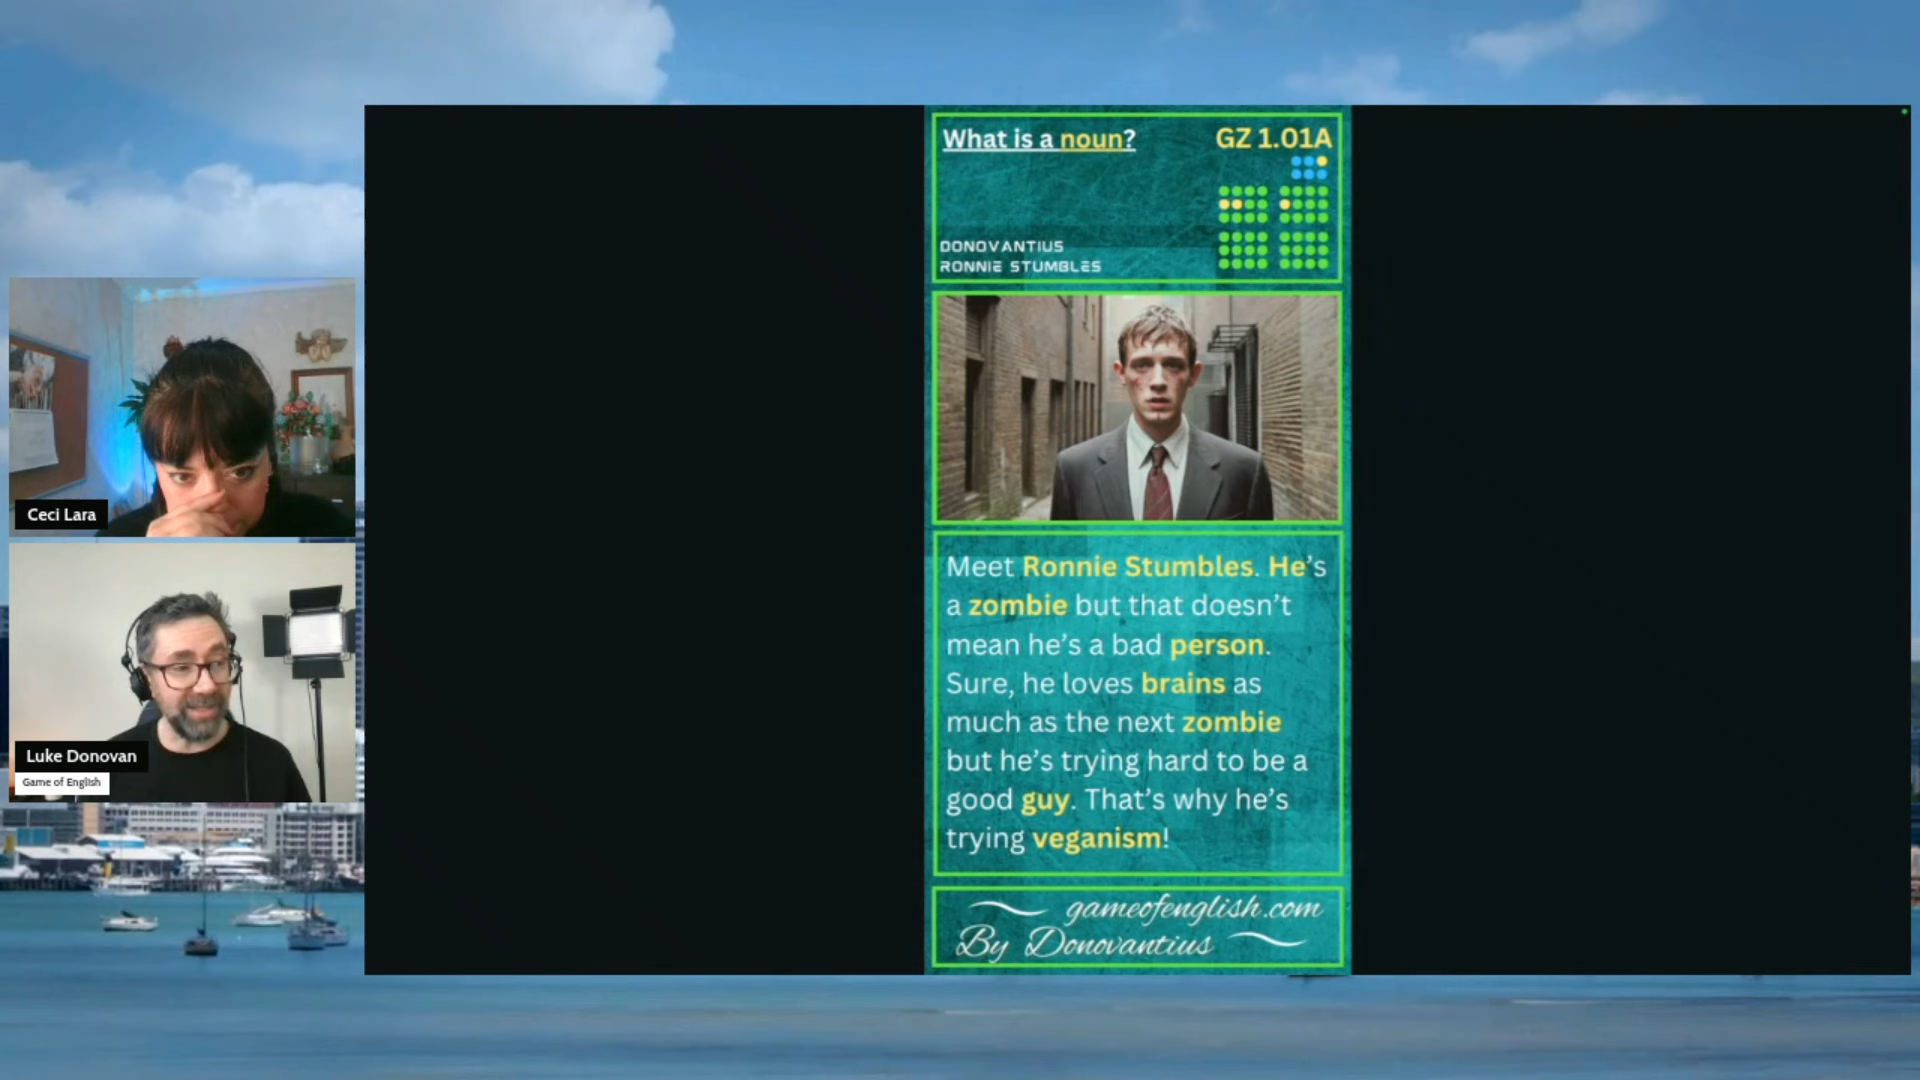 What is a noun?
GZ 1.01A
DONOVANTIUS
RONNIE STUMBLES
Meet Ronnie Stumbles. He's
a zombie but that doesn't
mean he's a bad person.
Sure, he loves brains as
much as the next zombie
but he's trying hard to be a
good guy. That's why he's
trying veganism!
gameofenglish.com
By Donovantius
Ceci Lara
Luke Donovan
Game of English